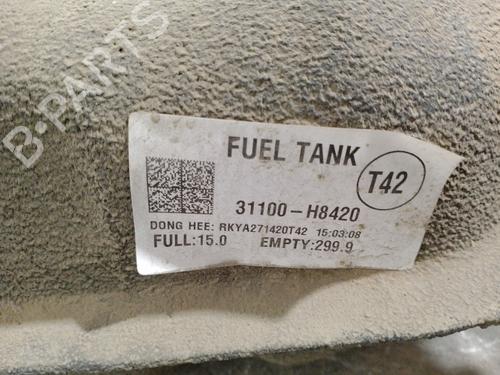 B-PARTS
FUEL TANK
T42
31100-H8420
DONG HEE: RKYA271420T42 15:03:08
FULL:15.0 EMPTY:299.9